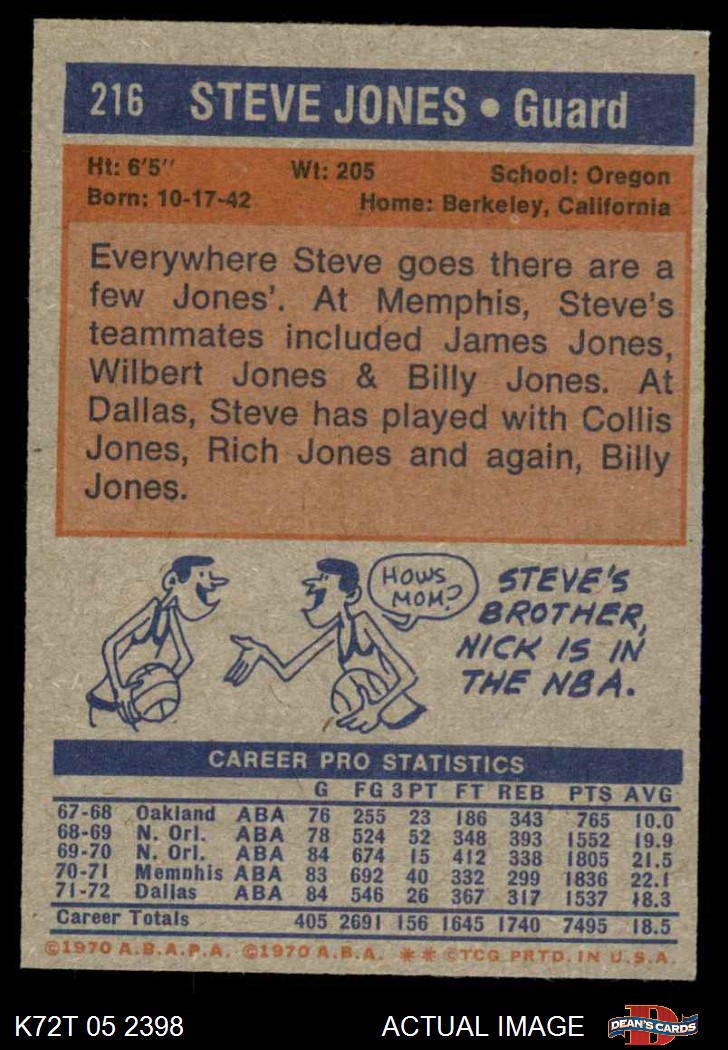 216 STEVE JONES • Guard
Ht: 6'5'' Wt: 205 School: Oregon
Born: 10-17-42 Home: Berkeley, California
Everywhere Steve goes there are a
few Jones'. At Memphis, Steve's
teammates included James Jones,
Wilbert Jones & Billy Jones. At
Dallas, Steve has played with Collis
Jones, Rich Jones and again, Billy
Jones.
HOWS
MOM?
STEVE'S
BROTHER,
NICK IS IN
THE NBA.
CAREER PRO STATISTICS
G FG 3PT FT REB PTS AVG
67-68 Oakland ABA 76 255 23 186 343 765 10.0
68-69 N. Orl. ABA 78 524 52 348 393 1552 19.9
69-70 N. Orl. ABA 84 674 15 412 338 1805 21.5
70-71 Memnhis ABA 83 692 40 332 299 1836 22.1
71-72 Dallas ABA 84 546 26 367 317 1537 18.3
Career Totals 405 2691 156 1645 1740 7495 18.5
©1970 A.B.A.P.A. ©1970 A.B.A. ** ©TCG PRTD. IN U.S.A.
K72T 05 2398 ACTUAL IMAGE
D
DEAN'S CARDS